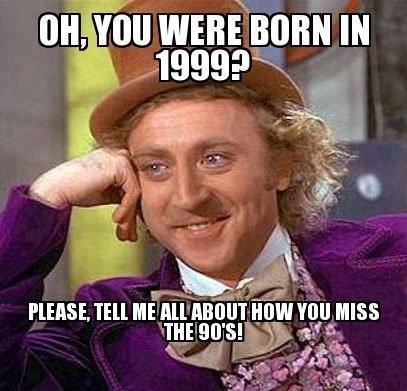 OH, YOU WERE BORN IN
1999?
PLEASE, TELL ME ALL ABOUT HOW YOU MISS
THE 90'S!